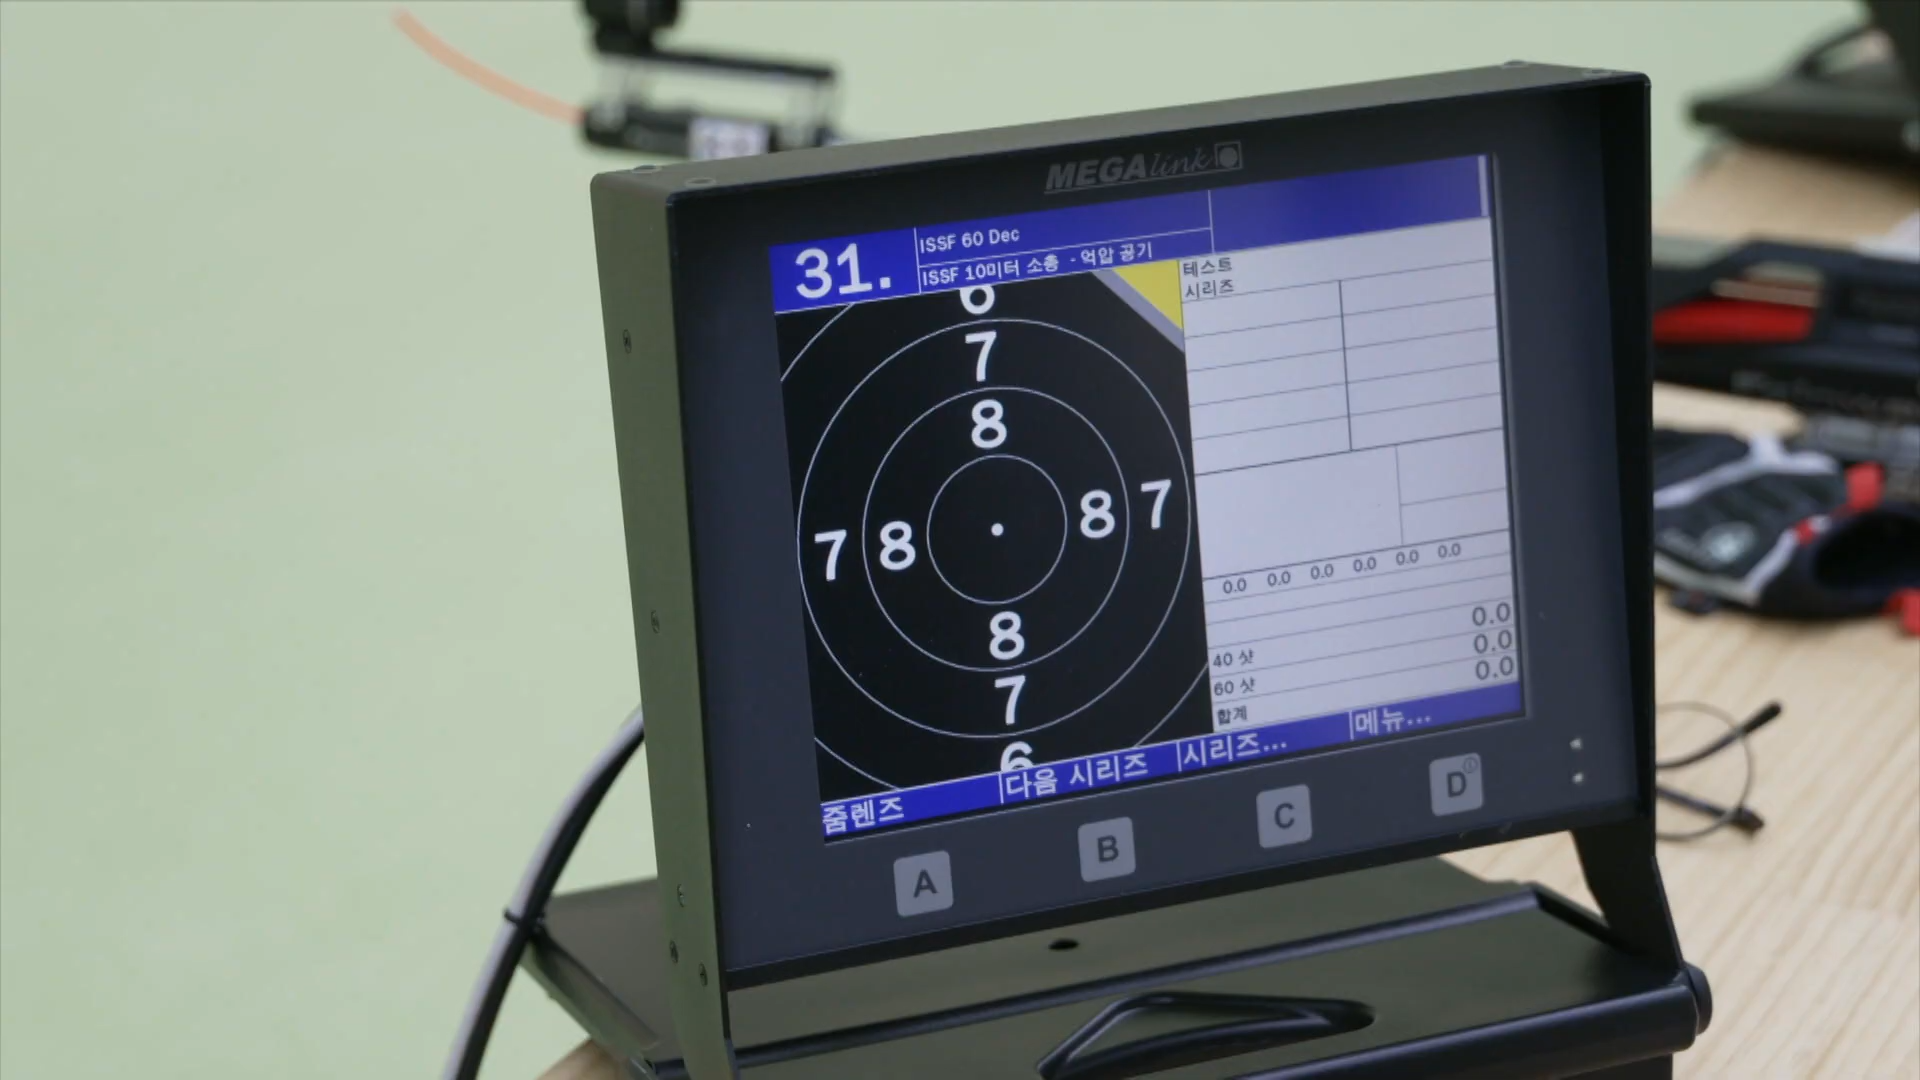 MEGAlink
31.
ISSF 60 Dec
ISSF 10미터 소총 - 억압 공기
테스트
시리즈
6
7
8
7 8 8 7
8
7
6
0.0 0.0 0.0 0.0 0.0 0.0
0.0
40 샷 0.0
60 샷 0.0
합계
줌렌즈 다음 시리즈 시리즈... 메뉴...
A B C D